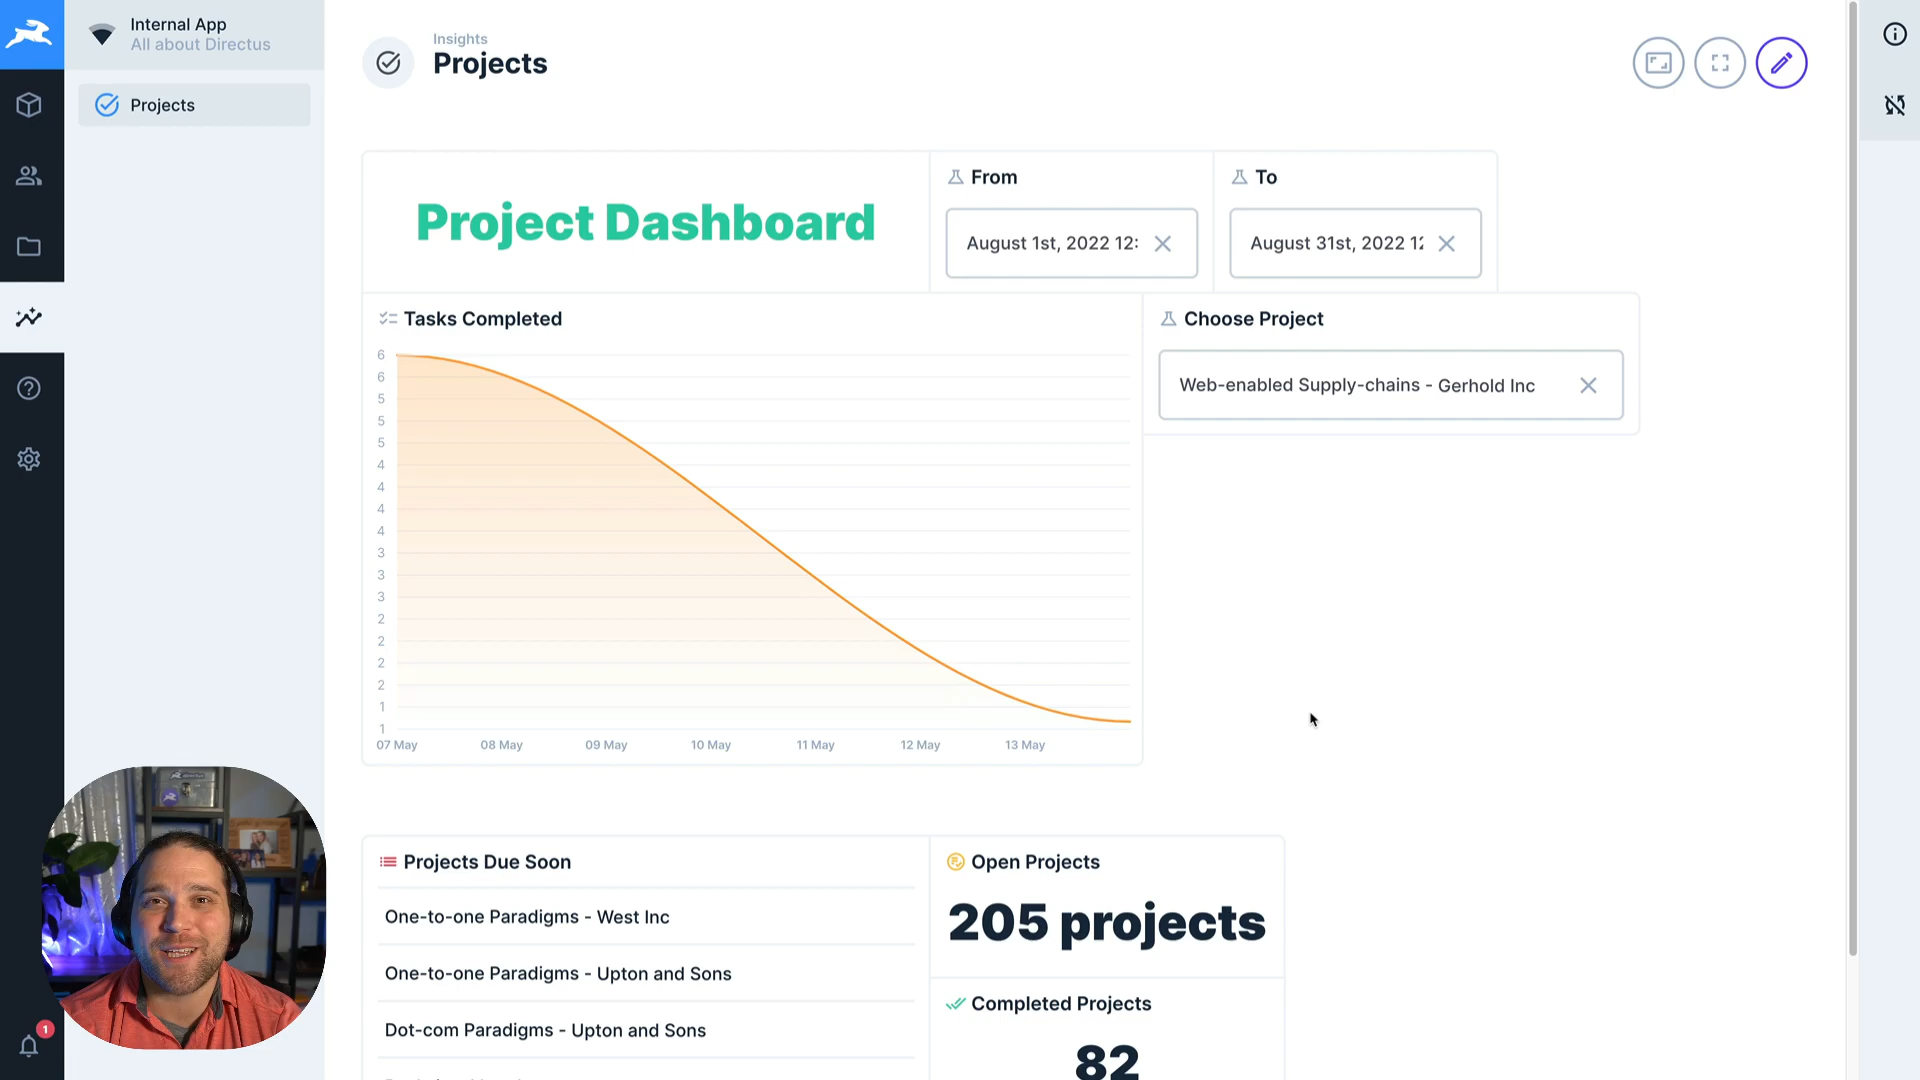 Internal App
All about Directus
Projects
Insights
Projects
Project Dashboard
From
August 1st, 2022 12:
To
August 31st, 2022 12
Tasks Completed
6
6
5
5
5
4
4
4
4
3
3
3
2
2
2
2
1
1
07 May
08 May
09 May
10 May
11 May
12 May
13 May
Choose Project
Web-enabled Supply-chains - Gerhold Inc
Projects Due Soon
One-to-one Paradigms - West Inc
One-to-one Paradigms - Upton and Sons
Dot-com Paradigms - Upton and Sons
Open Projects
205 projects
Completed Projects
82
1